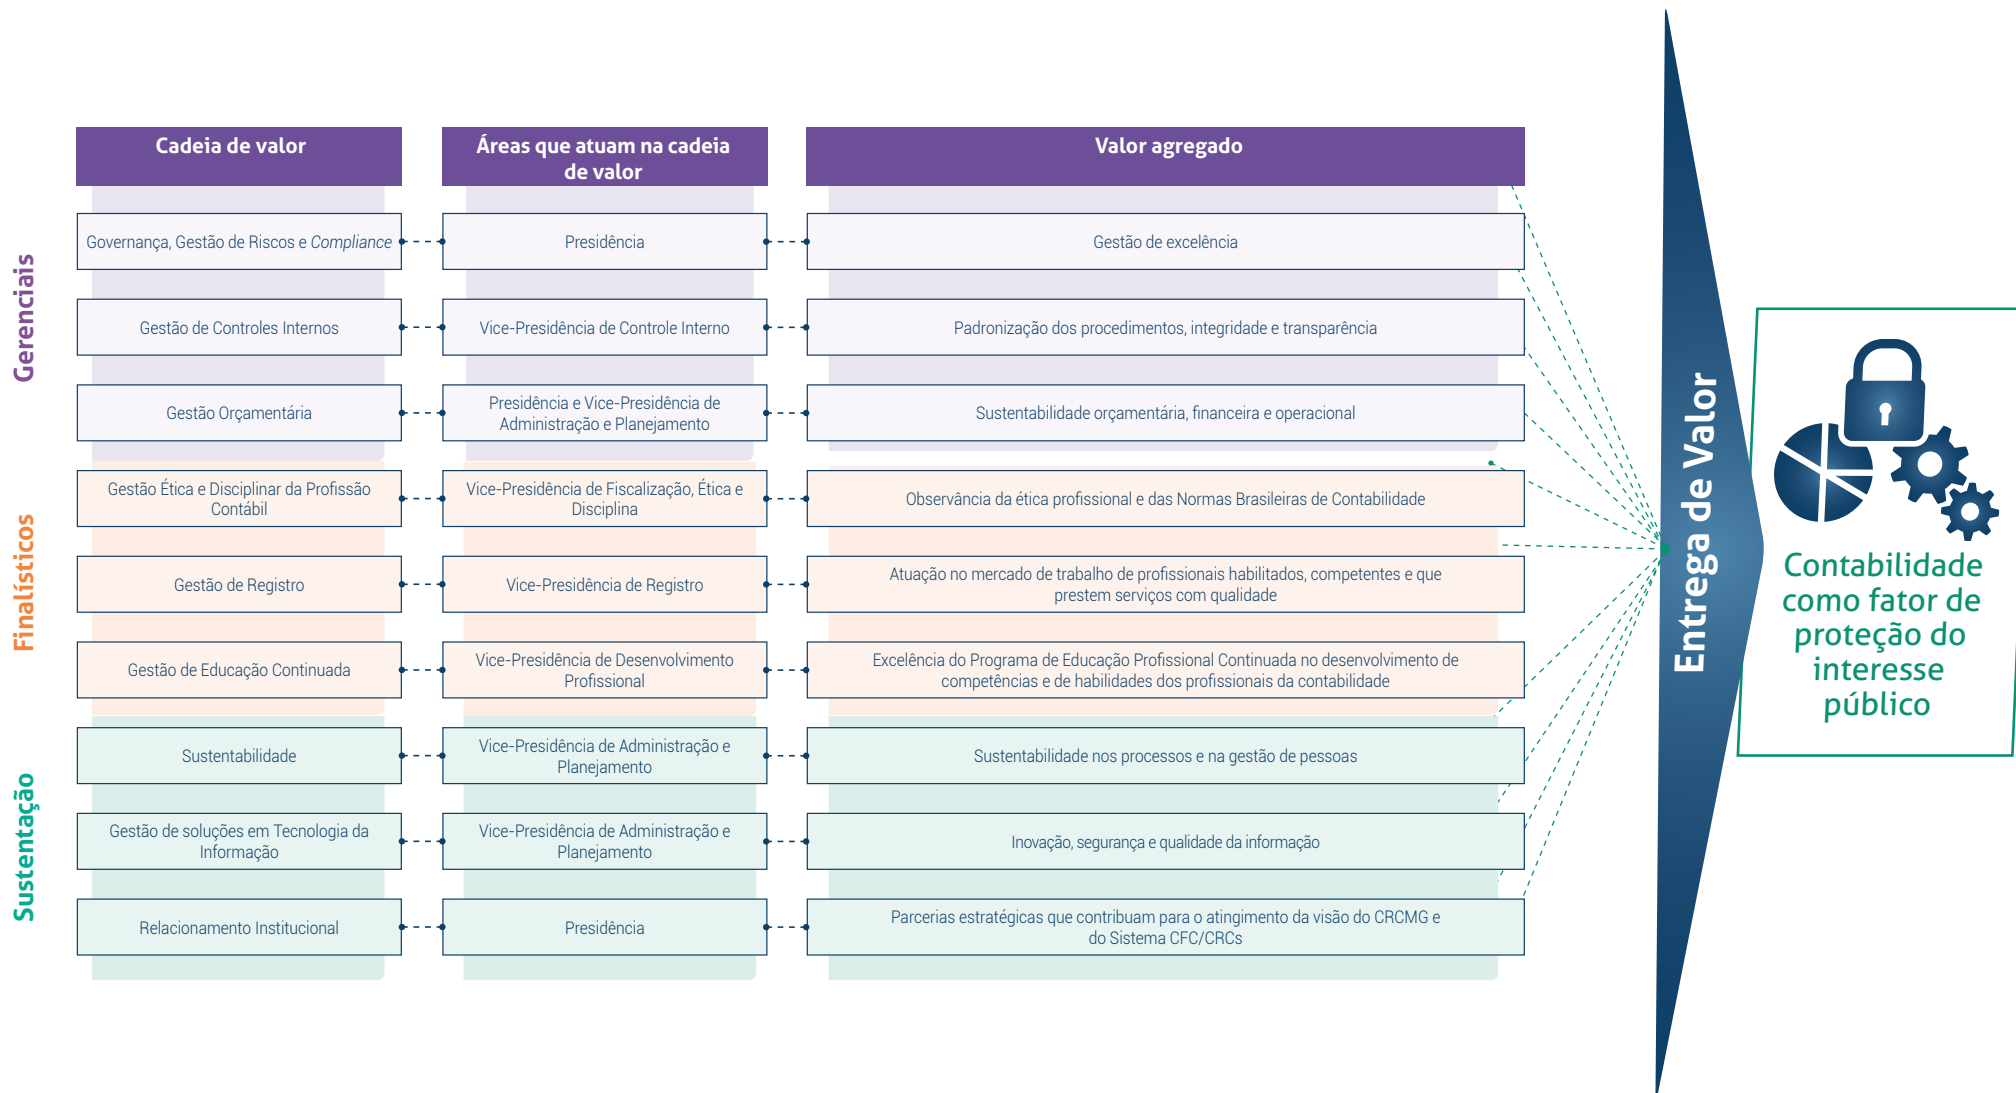 Cadeia de valor
Áreas que atuam na cadeia
de valor
Valor agregado
Gerenciais
Governança, Gestão de Riscos e Compliance
Presidência
Gestão de excelência
Gestão de Controles Internos
Vice-Presidência de Controle Interno
Padronização dos procedimentos, integridade e transparência
Gestão Orçamentária
Presidência e Vice-Presidência de
Administração e Planejamento
Sustentabilidade orçamentária, financeira e operacional
Finalísticos
Gestão Ética e Disciplinar da Profissão
Contábil
Vice-Presidência de Fiscalização, Ética e
Disciplina
Observância da ética profissional e das Normas Brasileiras de Contabilidade
Gestão de Registro
Vice-Presidência de Registro
Atuação no mercado de trabalho de profissionais habilitados, competentes e que
prestem serviços com qualidade
Gestão de Educação Continuada
Vice-Presidência de Desenvolvimento
Profissional
Excelência do Programa de Educação Profissional Continuada no desenvolvimento de
competências e de habilidades dos profissionais da contabilidade
Sustentação
Sustentabilidade
Vice-Presidência de Administração e
Planejamento
Sustentabilidade nos processos e na gestão de pessoas
Gestão de soluções em Tecnologia da
Informação
Vice-Presidência de Administração e
Planejamento
Inovação, segurança e qualidade da informação
Relacionamento Institucional
Presidência
Parcerias estratégicas que contribuam para o atingimento da visão do CRCMG e
do Sistema CFC/CRCs
Entrega de Valor
Contabilidade
como fator de
proteção do
interesse
público